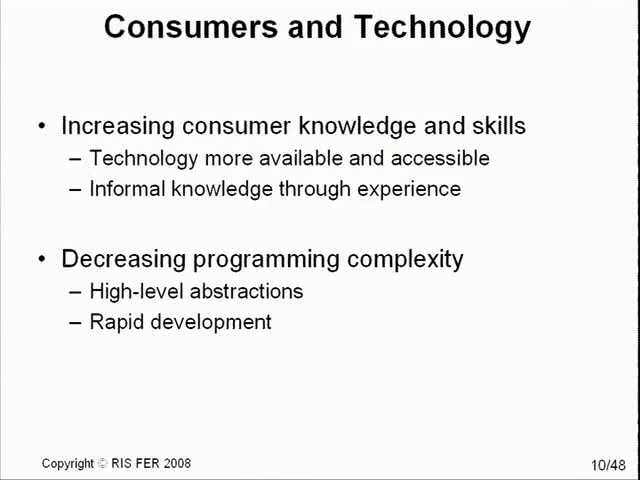 Consumers and Technology
• Increasing consumer knowledge and skills
– Technology more available and accessible
– Informal knowledge through experience
• Decreasing programming complexity
– High-level abstractions
– Rapid development
Copyright © RIS FER 2008
10/48